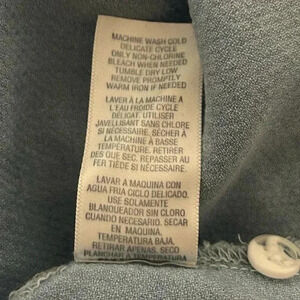 MACHINE WASH COLD
DELICATE CYCLE
ONLY NON-CHLORINE
BLEACH WHEN NEEDED
TUMBLE DRY LOW
REMOVE PROMPTLY
WARM IRON IF NEEDED
LAVER À LA MACHINE A
L'EAU FROIDE CYCLE
DÉLICAT. UTILISER
JAVELLISANT SANS CHLORE
SI NÉCESSAIRE. SÉCHER À
LA MACHINE À BASSE
TEMPÉRATURE. RETIRER
DÈS QUE SEC. REPASSER AU
FER TIÈDE SI NÉCESSAIRE
LAVAR A MAQUINA CON
AGUA FRIA CICLO DELICADO.
USE SOLAMENTE
BLANQUEADOR SIN CLORO
CUANDO NECESARIO. SECAR
EN MAQUINA,
TEMPERATURA BAJA.
RETIRAR APENAS. SECO
PLANCHAR A TEMPERATURA